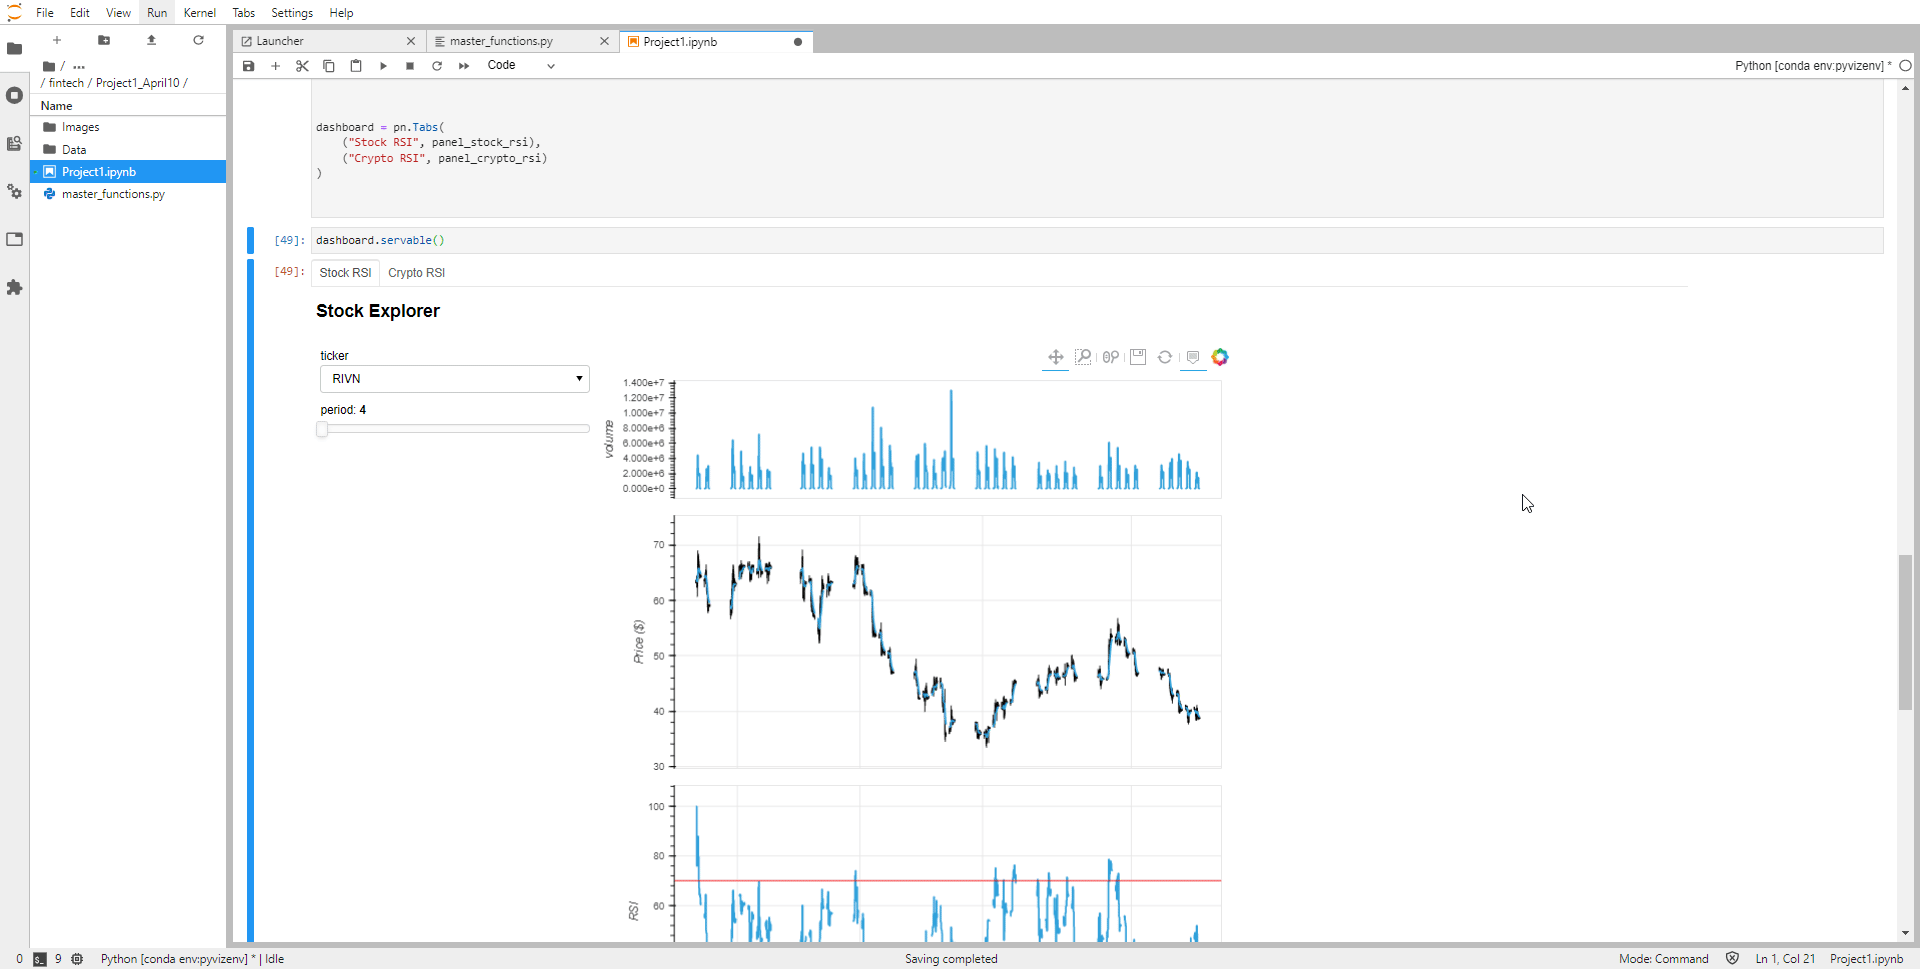 File Edit View Run Kernel Tabs Settings Help
Launcher
master_functions.py
Project1.ipynb
Code
Python [conda env:pyvizenv] *
/ ...
/ fintech / Project1_April10 /
Name
Images
Data
Project1.ipynb
master_functions.py
dashboard = pn.Tabs(
("Stock RSI", panel_stock_rsi),
("Crypto RSI", panel_crypto_rsi)
)
[49]: dashboard.servable()
[49]: Stock RSI Crypto RSI
Stock Explorer
ticker
RIVN
period: 4
1.400e+7
1.200e+7
1.000e+7
8.000e+6
6.000e+6
4.000e+6
2.000e+6
0.000e+0
volume
70
60
50
40
30
Price ($)
100
80
60
RSI
0 $_ 9 Python [conda env:pyvizenv] * | Idle Saving completed Mode: Command Ln 1, Col 21 Project1.ipynb